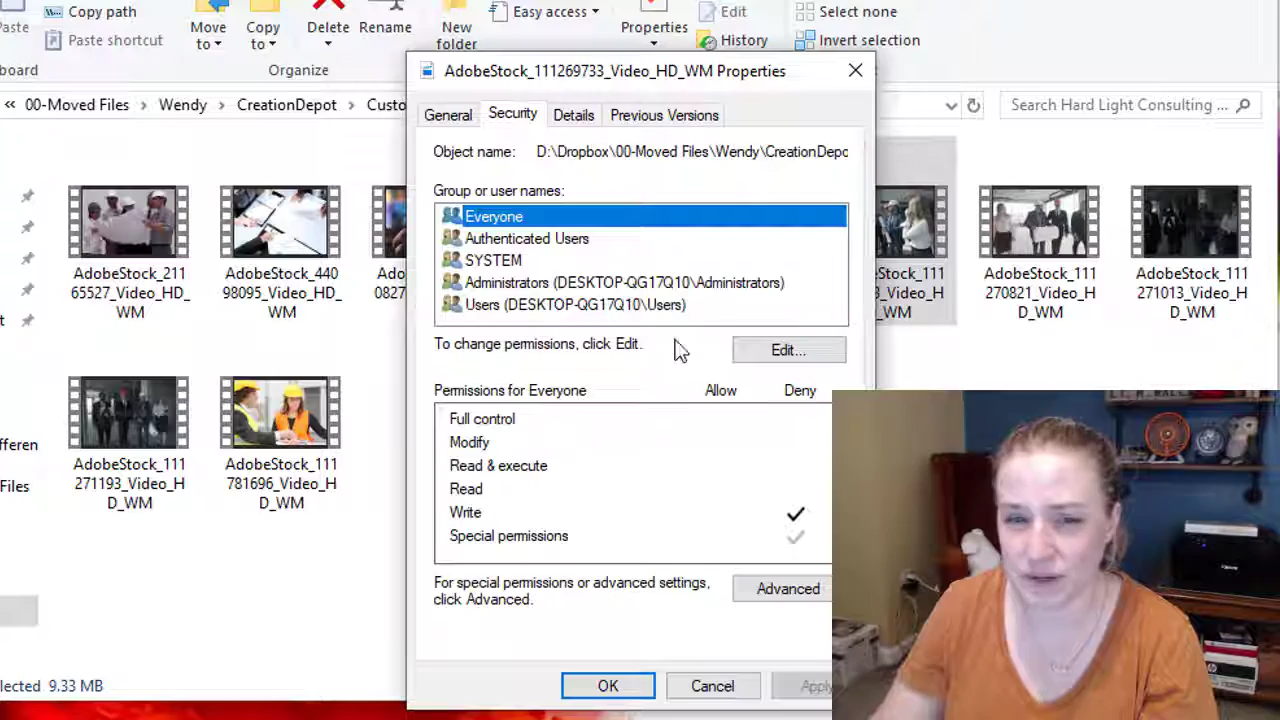 Copy path
Paste shortcut
Move to
Copy to
Delete
Rename
New folder
Easy access
Properties
Edit
History
Select none
Invert selection
Organize
« 00-Moved Files > Wendy > CreationDepot >
Search Hard Light Consulting ...
AdobeStock_111269733_Video_HD_WM Properties
General
Security
Details
Previous Versions
Object name: D:\Dropbox\00-Moved Files\Wendy\CreationDepo
Group or user names:
Everyone
Authenticated Users
SYSTEM
Administrators (DESKTOP-QG17Q10\Administrators)
Users (DESKTOP-QG17Q10\Users)
To change permissions, click Edit.
Edit...
Permissions for Everyone
Allow
Deny
Full control
Modify
Read & execute
Read
Write
Special permissions
For special permissions or advanced settings,
click Advanced.
Advanced
OK
Cancel
Apply
AdobeStock_211
65527_Video_HD_
WM
AdobeStock_440
98095_Video_HD_
WM
AdobeStock_111
270821_Video_H
D_WM
AdobeStock_111
271013_Video_H
D_WM
AdobeStock_111
271193_Video_H
D_WM
AdobeStock_111
781696_Video_H
D_WM
9.33 MB